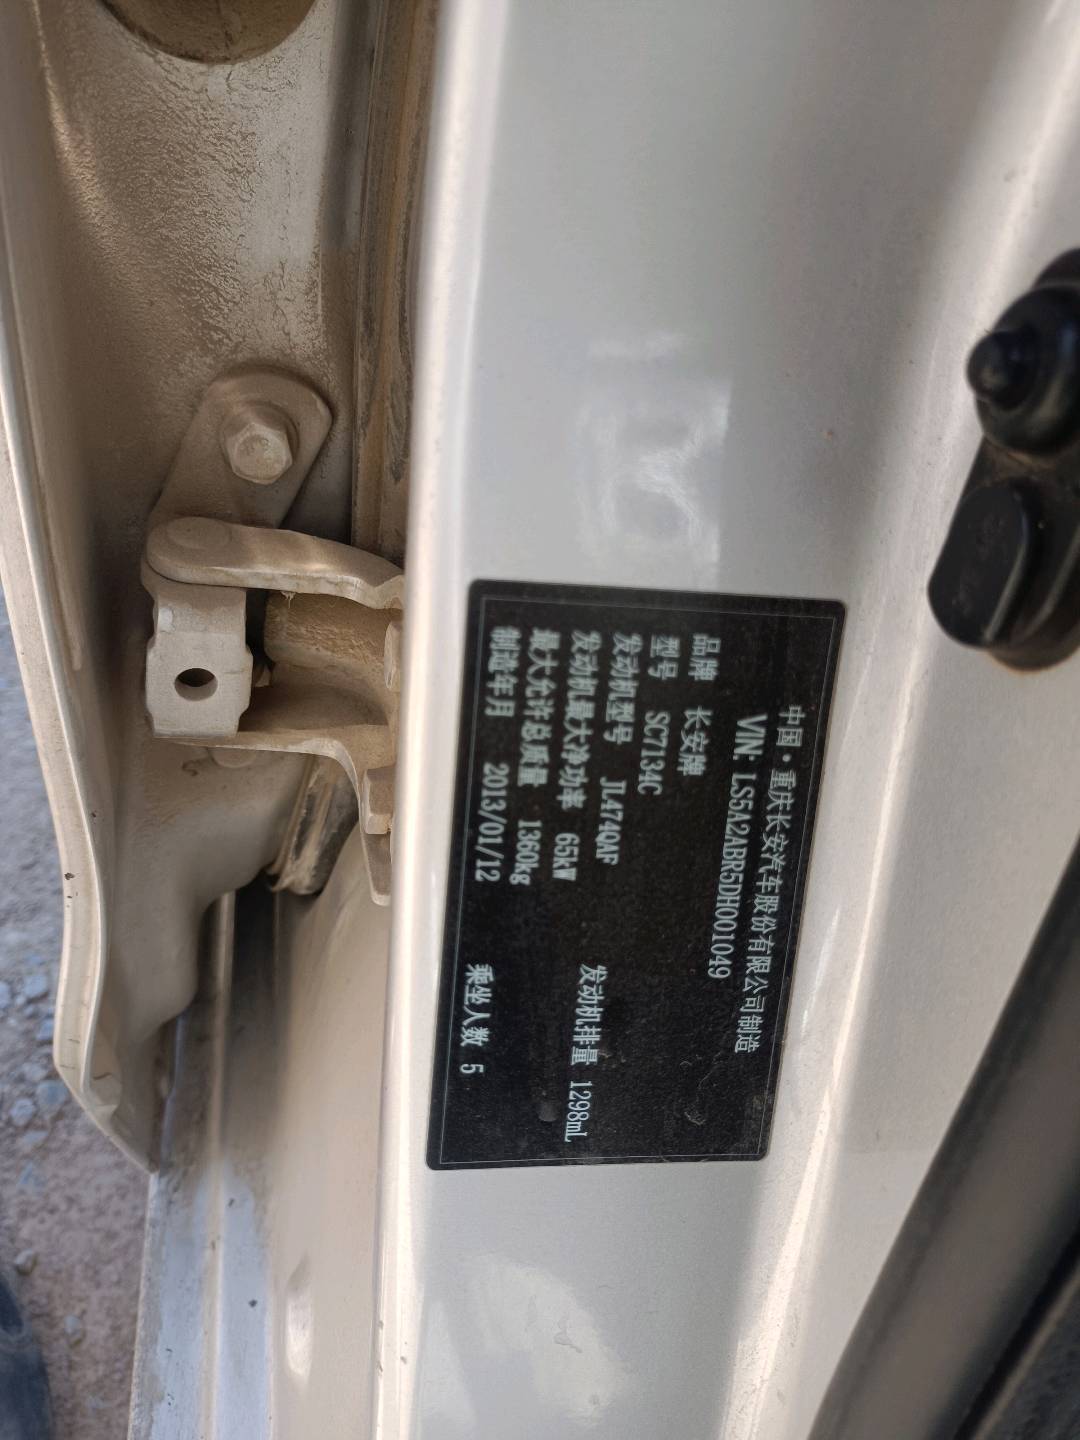 中国·重庆长安汽车股份有限公司制造
VIN: LS5A2ABR5DH001049
品牌 长安牌
型号 SC7134C
发动机型号 JL474QAF
发动机最大净功率 65kW 发动机排量 1298mL
最大允许总质量 1360kg
制造年月 2013/01/12 乘坐人数 5